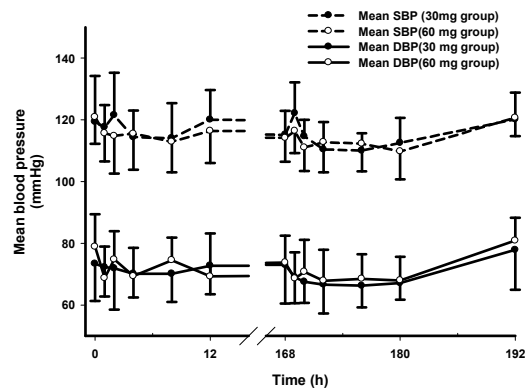 Mean SBP (30mg group)
Mean SBP(60 mg group)
Mean DBP(30 mg group)
Mean DBP(60 mg group)
140
120
100
80
60
Mean blood pressure
(mmHg)
0
12
168
180
192
Time (h)